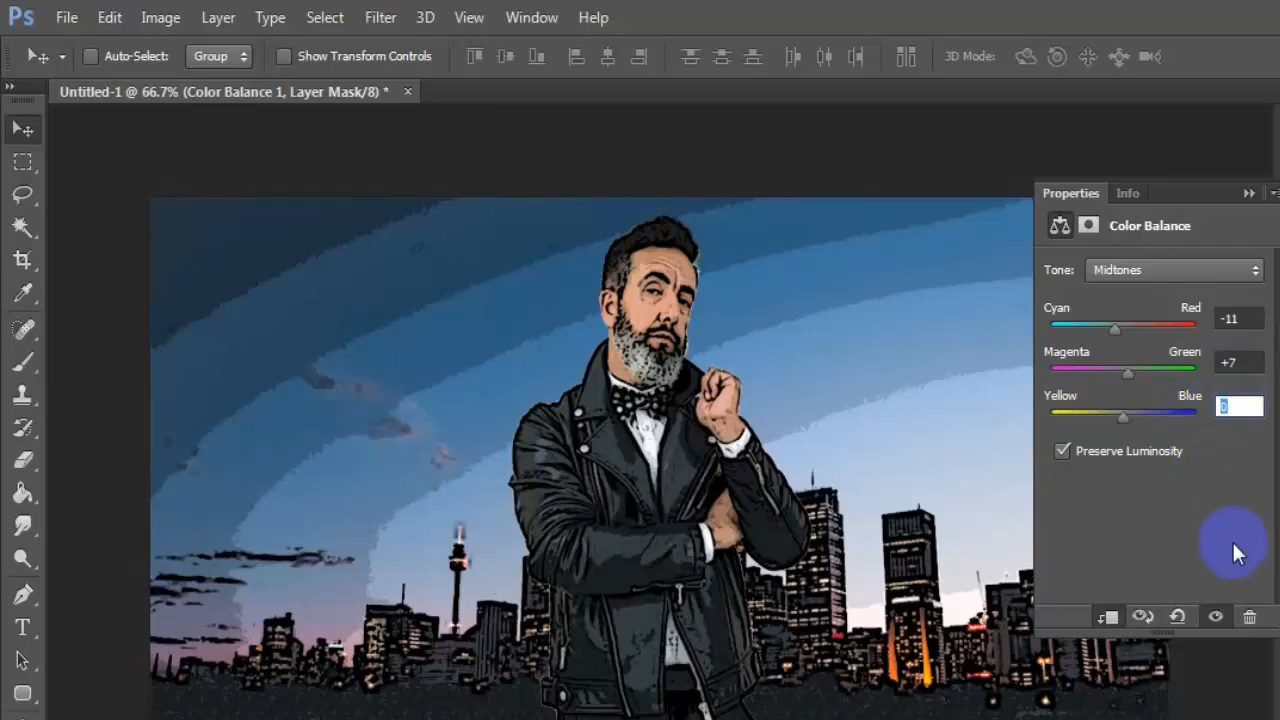 Ps File Edit Image Layer Type Select Filter 3D View Window Help
Auto-Select: Group Show Transform Controls 3D Mode:
Untitled-1 @ 66.7% (Color Balance 1, Layer Mask/8) * ×
Properties Info
Color Balance
Tone: Midtones
Cyan Red -11
Magenta Green +7
Yellow Blue 0
Preserve Luminosity
T